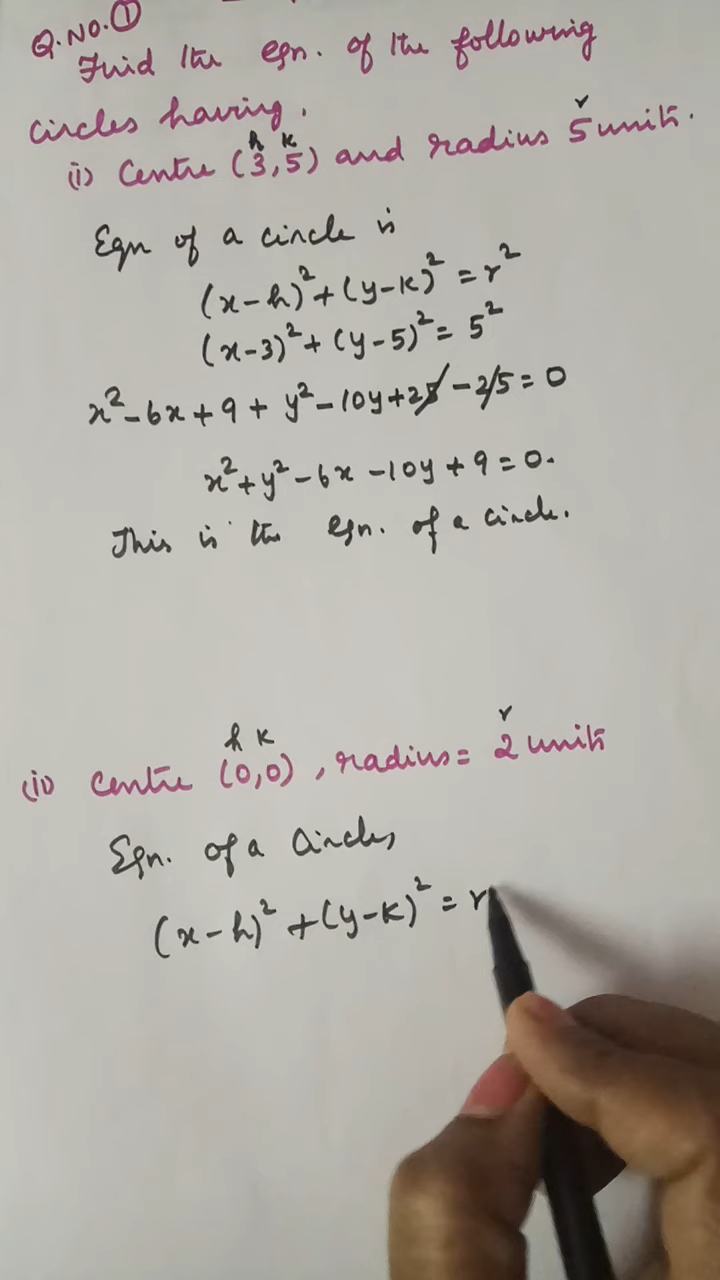 Q.NO.①
Find the eqn. of the following
circles having.
h k r
(i) Centre (3,5) and radius 5 units.
Eqn of a circle is
(x-h)²+(y-k)²=r²
(x-3)²+(y-5)²=5²
x²-6x+9+y²-10y+25-25=0
x²+y²-6x-10y+9=0.
This is the eqn. of a circle.
h k r
(ii) Centre (0,0), radius=2 units
Eqn. of a circle,
(x-h)²+(y-k)²=r